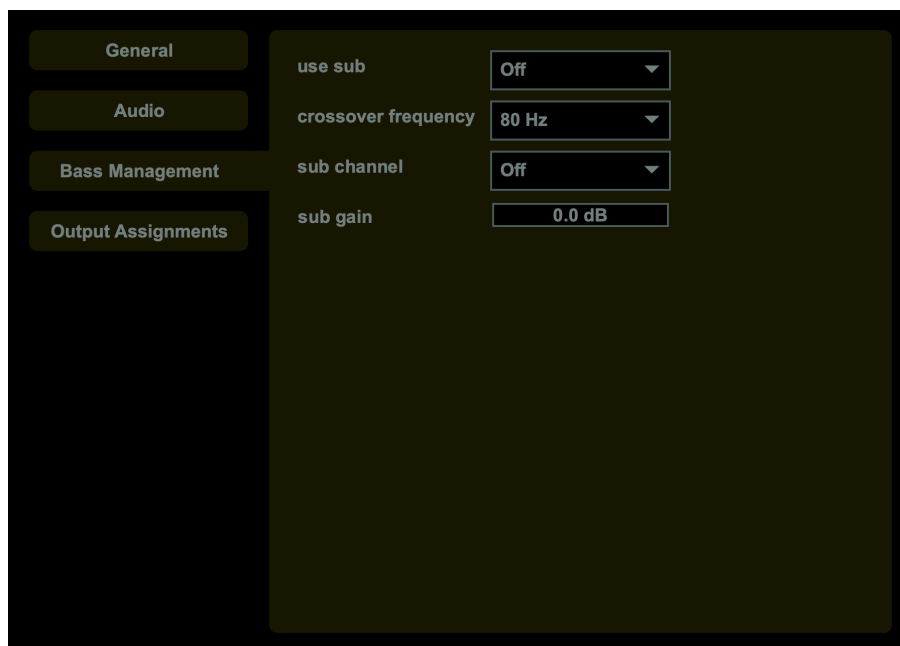 General
Audio
Bass Management
Output Assignments
use sub
Off
crossover frequency
80 Hz
sub channel
Off
sub gain
0.0 dB